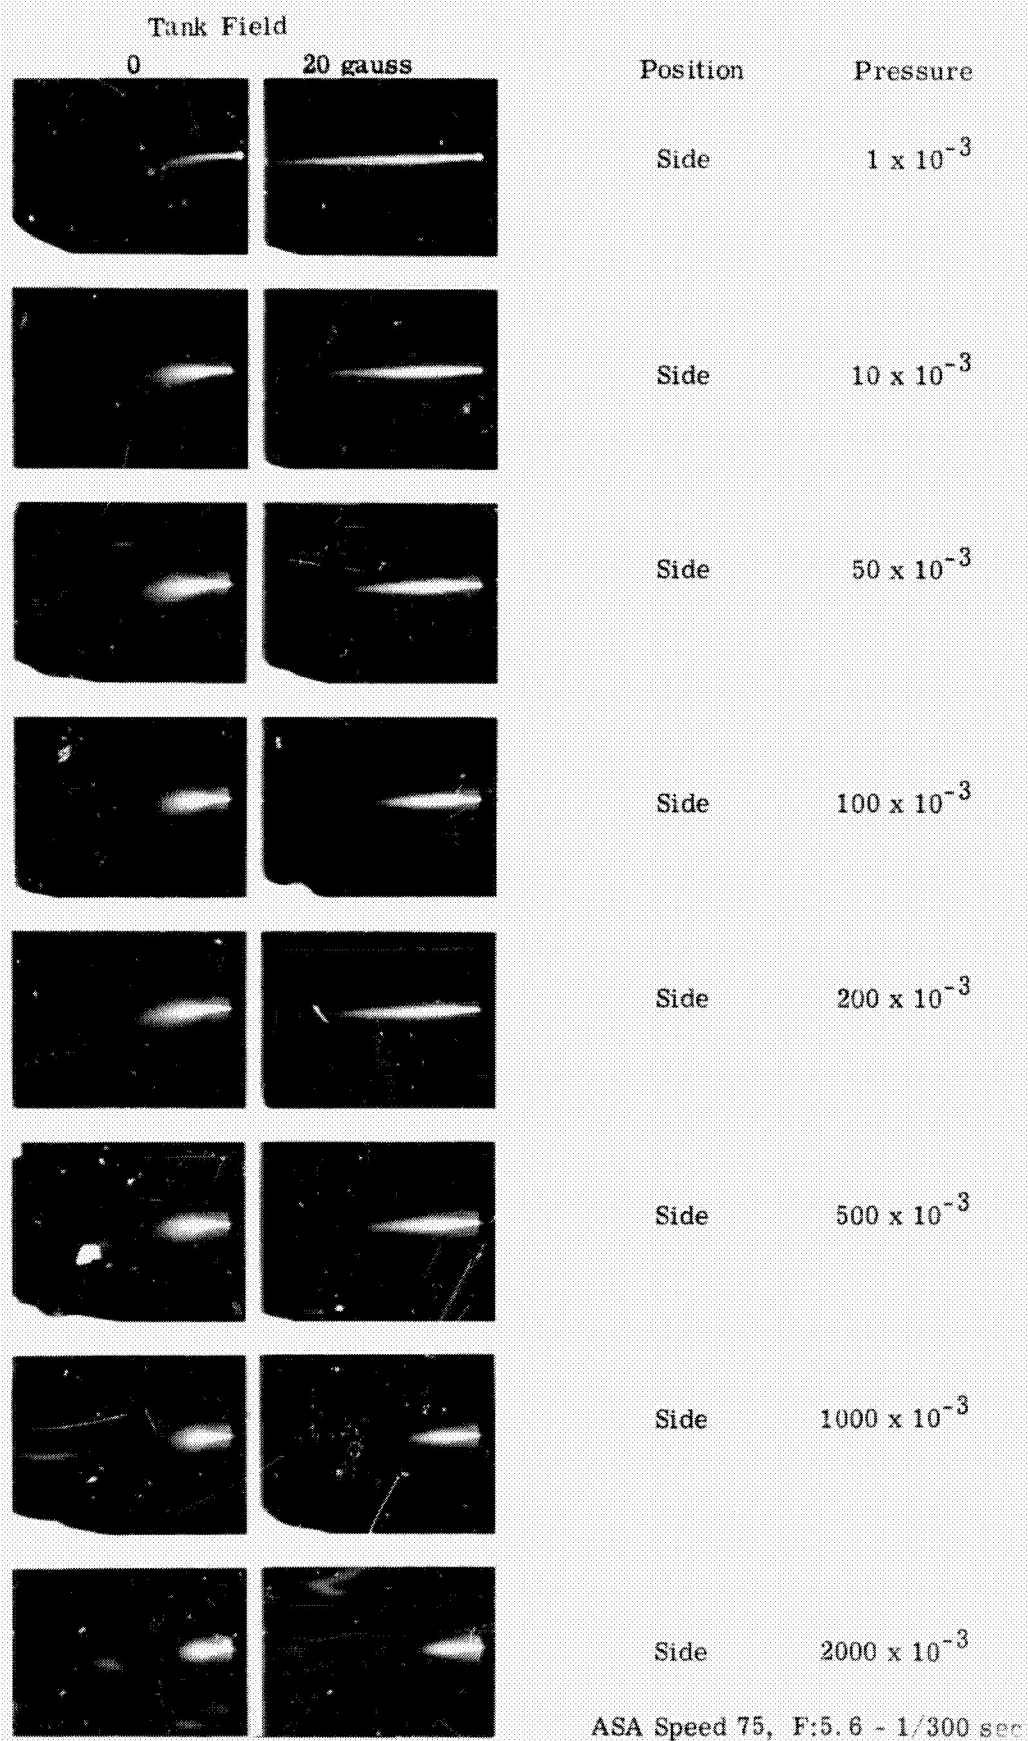 Tank Field
0 20 gauss Position Pressure
Side 1 x 10⁻³
Side 10 x 10⁻³
Side 50 x 10⁻³
Side 100 x 10⁻³
Side 200 x 10⁻³
Side 500 x 10⁻³
Side 1000 x 10⁻³
Side 2000 x 10⁻³
ASA Speed 75, F:5.6 - 1/300 sec